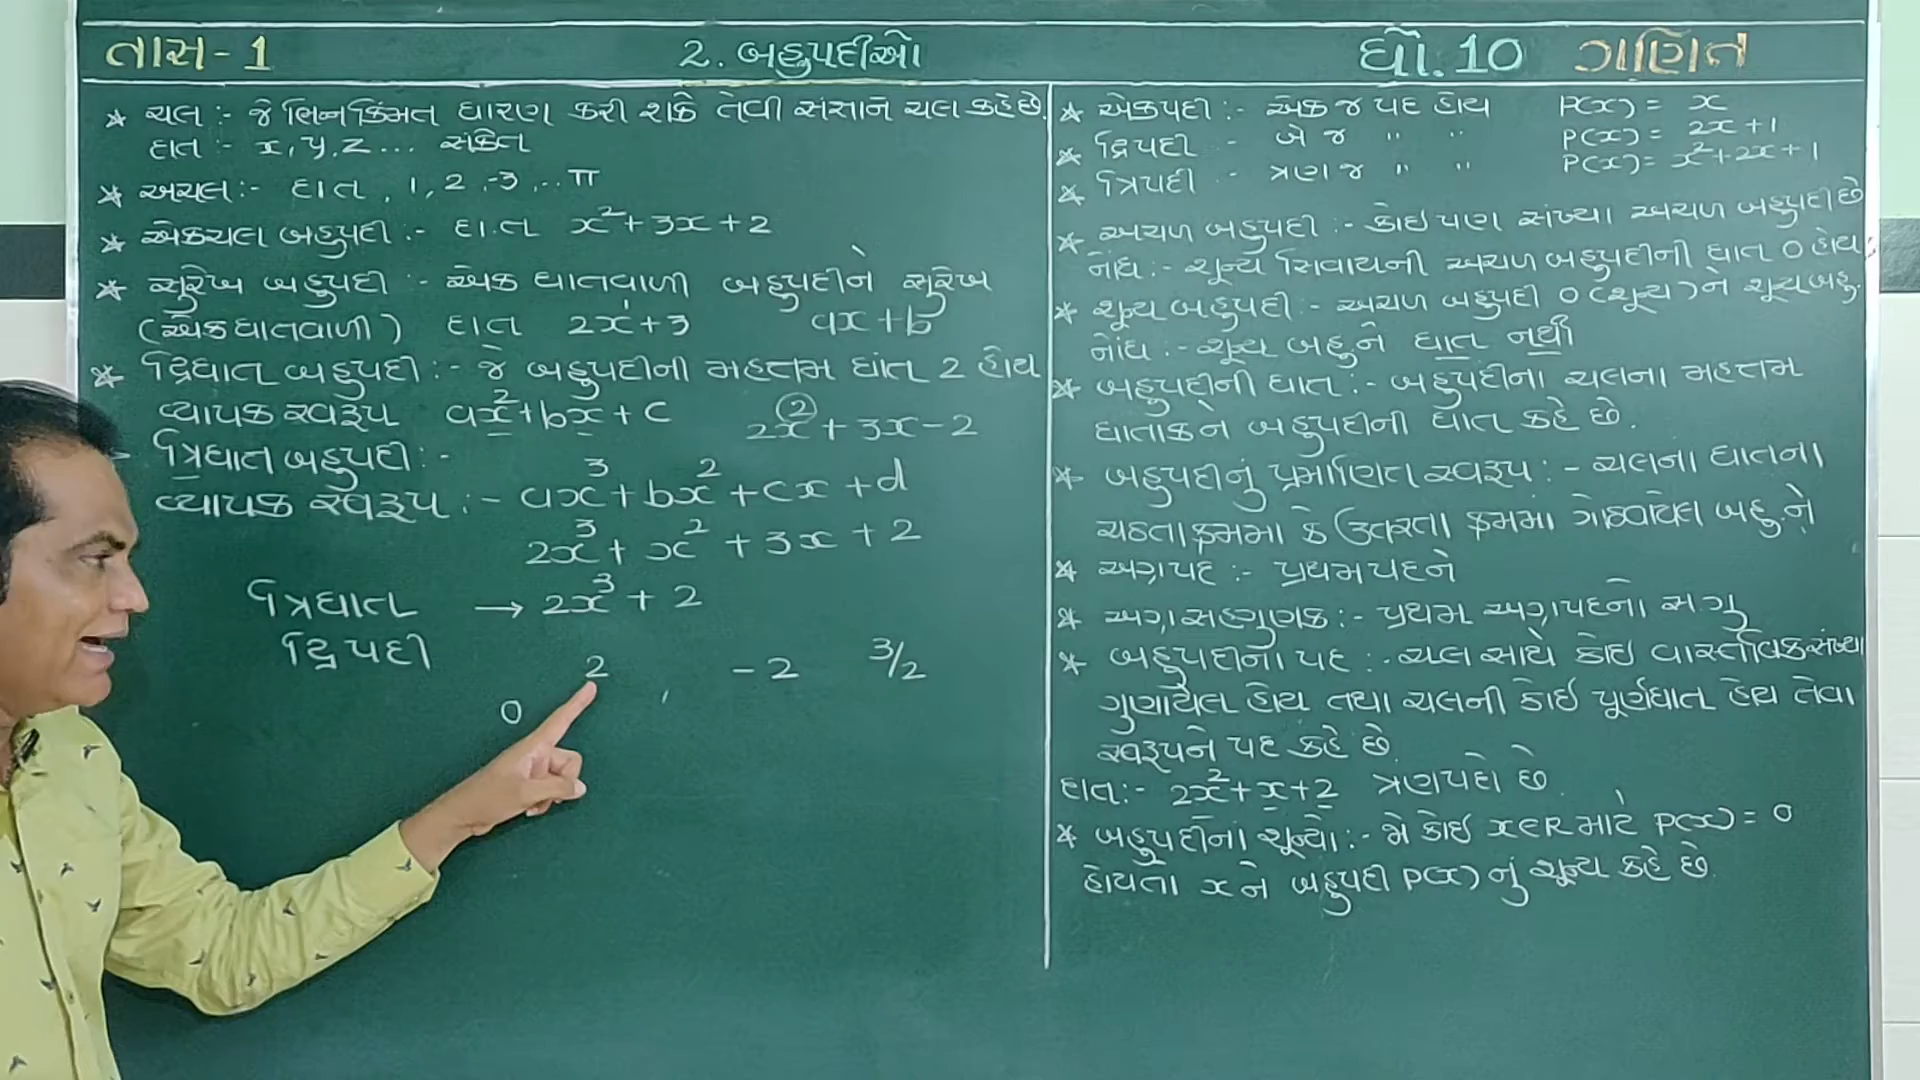 તાસ - 1
2. બહુપદીઓ
ધો. 10 ગણિત
* ચલ :- જે ભિન્ન કિંમત ધારણ કરી શકે તેવી સંજ્ઞાને ચલ કહે છે.
દા.ત :- x, y, z ... સંકેત
* અચલ :- દા.ત , 1, 2, -3, .. π
* એકચલ બહુપદી :- દા.ત x² + 3x + 2
* સુરેખ બહુપદી :- એક ઘાતવાળી બહુપદીને સુરેખ
(એકઘાતવાળી) દા.ત 2x¹ + 3 ax + b
* દ્વિઘાત બહુપદી :- જે બહુપદીની મહત્તમ ઘાત 2 હોય
વ્યાપક સ્વરૂપ ax² + bx + c 2x² + 3x - 2
ત્રિઘાત બહુપદી :-
વ્યાપક સ્વરૂપ :- ax³ + bx² + cx + d
2x³ + x² + 3x + 2
ત્રિઘાત → 2x³ + 2
દ્વિપદી
2 , -2 3/2
0
* એકપદી :- એક જ પદ હોય P(x) = x
* દ્વિપદી - બે જ " " P(x) = 2x + 1
* ત્રિપદી - ત્રણ જ " " P(x) = x² + 2x + 1
* અચળ બહુપદી :- કોઇ પણ સંખ્યા અચળ બહુપદી છે
નોંધ :- શૂન્ય સિવાયની અચળ બહુપદીની ઘાત 0 હોય
* શૂન્ય બહુપદી :- અચળ બહુપદી 0 (શૂન્ય) ને શૂન્ય બહુ.
નોંધ :- શૂન્ય બહુને ઘાત નથી
* બહુપદીની ઘાત :- બહુપદીના ચલના મહત્તમ
ઘાતાંકને બહુપદીની ઘાત કહે છે.
* બહુપદીનું પ્રમાણિત સ્વરૂપ :- ચલના ઘાતના
ચઢતા ક્રમમાં કે ઉતરતા ક્રમમાં ગોઠવાયેલ બહુ. ને
* અગ્રપદ :- પ્રથમ પદને
* અગ્ર સહગુણક :- પ્રથમ અગ્રપદનો સ.ગુ
* બહુપદીના પદ :- ચલ સાથે કોઇ વાસ્તવિક સંખ્યા
ગુણાયેલ હોય તથા ચલની કોઇ પૂર્ણઘાત હોય તેવા
સ્વરૂપને પદ કહે છે.
દા.ત :- 2x² + x + 2 ત્રણ પદો છે.
* બહુપદીના શૂન્યો :- જો કોઇ x∈R માટે P(x) = 0
હોય તો x ને બહુપદી P(x) નું શૂન્ય કહે છે.